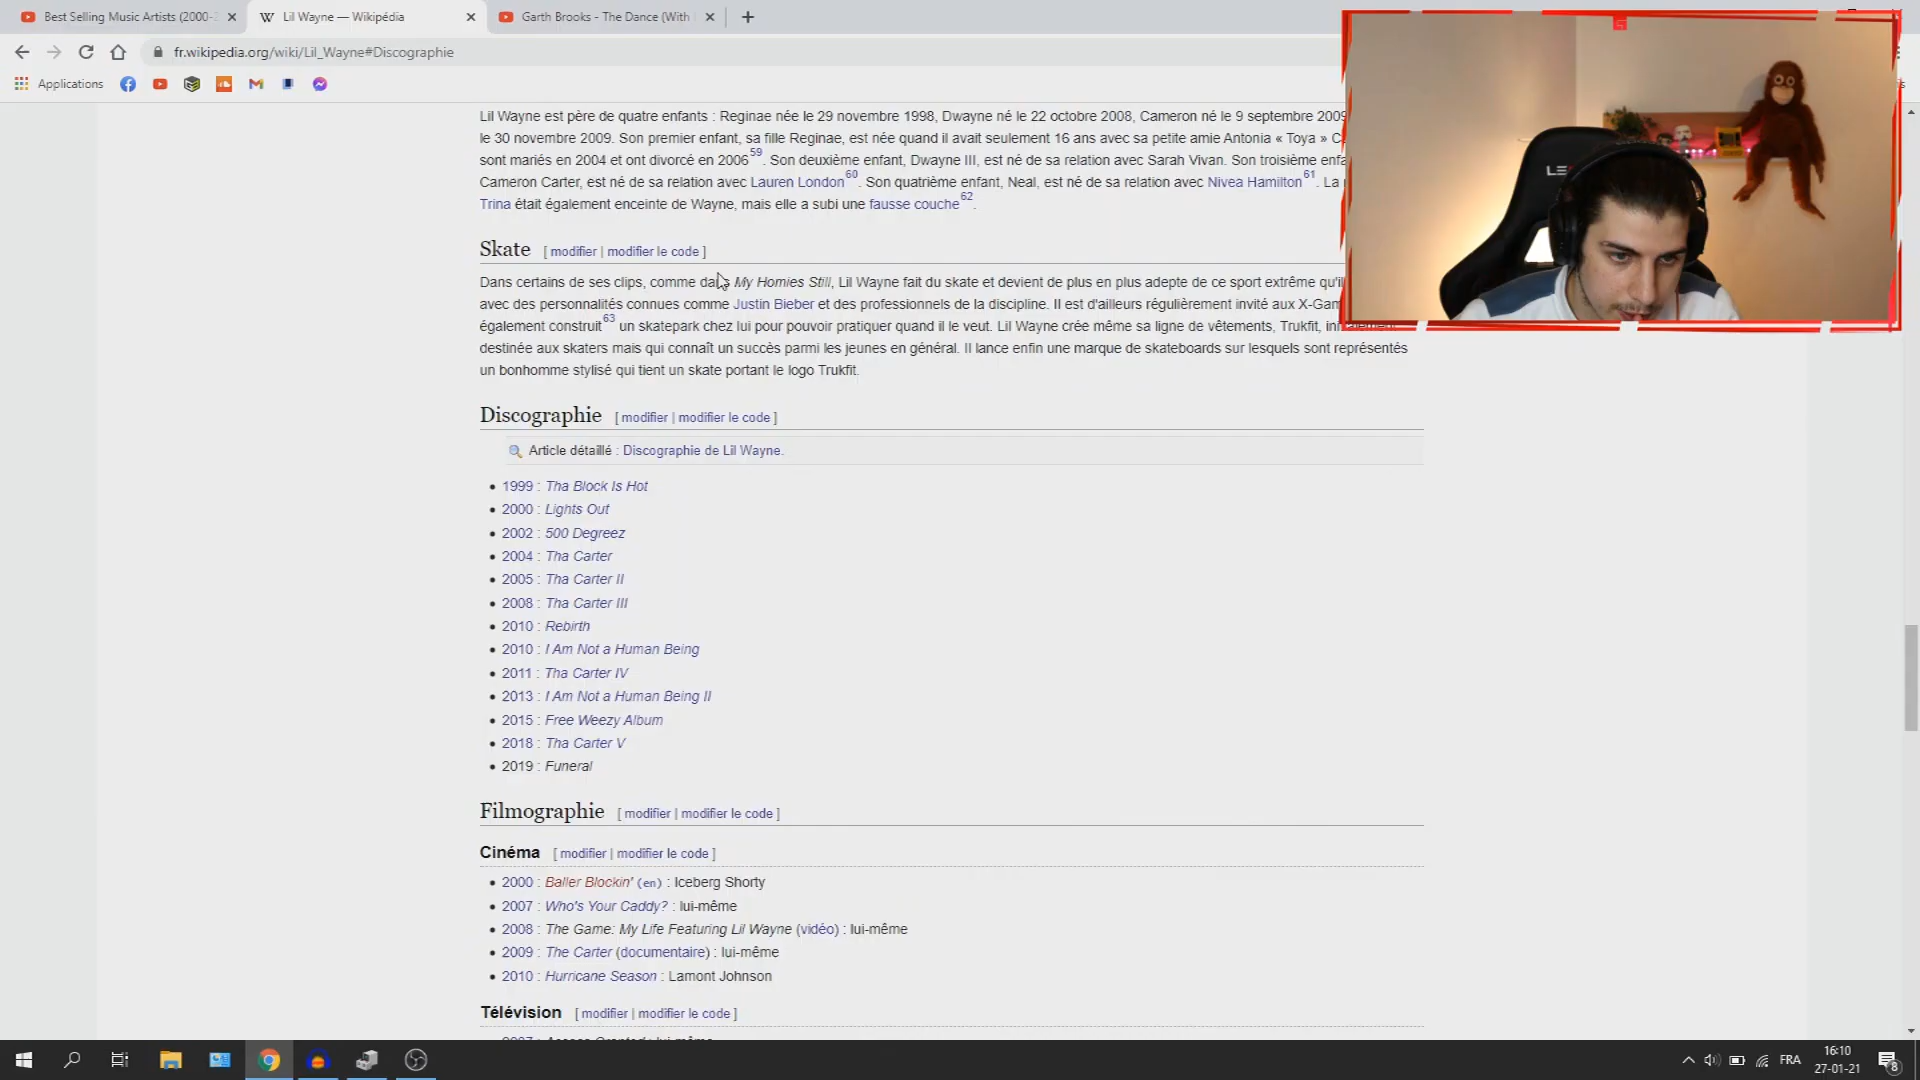 Best Selling Music Artists (2000-
Lil Wayne — Wikipédia
Garth Brooks - The Dance (With
fr.wikipedia.org/wiki/Lil_Wayne#Discographie
Applications
Lil Wayne est père de quatre enfants : Reginae née le 29 novembre 1998, Dwayne né le 22 octobre 2008, Cameron né le 9 septembre 2009
le 30 novembre 2009. Son premier enfant, sa fille Reginae, est née quand il avait seulement 16 ans avec sa petite amie Antonia « Toya »
sont mariés en 2004 et ont divorcé en 2006 59. Son deuxième enfant, Dwayne III, est né de sa relation avec Sarah Vivan. Son troisième enfa
Cameron Carter, est né de sa relation avec Lauren London 60. Son quatrième enfant, Neal, est né de sa relation avec Nivea Hamilton 61. La
Trina était également enceinte de Wayne, mais elle a subi une fausse couche 62.
Skate [ modifier | modifier le code ]
Dans certains de ses clips, comme dans My Homies Still, Lil Wayne fait du skate et devient de plus en plus adepte de ce sport extrême qu'il
avec des personnalités connues comme Justin Bieber et des professionnels de la discipline. Il est d'ailleurs régulièrement invité aux X-Gam
également construit 63 un skatepark chez lui pour pouvoir pratiquer quand il le veut. Lil Wayne crée même sa ligne de vêtements, Trukfit, initialement
destinée aux skaters mais qui connaît un succès parmi les jeunes en général. Il lance enfin une marque de skateboards sur lesquels sont représentés
un bonhomme stylisé qui tient un skate portant le logo Trukfit.
Discographie [ modifier | modifier le code ]
Article détaillé : Discographie de Lil Wayne.
• 1999 : Tha Block Is Hot
• 2000 : Lights Out
• 2002 : 500 Degreez
• 2004 : Tha Carter
• 2005 : Tha Carter II
• 2008 : Tha Carter III
• 2010 : Rebirth
• 2010 : I Am Not a Human Being
• 2011 : Tha Carter IV
• 2013 : I Am Not a Human Being II
• 2015 : Free Weezy Album
• 2018 : Tha Carter V
• 2019 : Funeral
Filmographie [ modifier | modifier le code ]
Cinéma [ modifier | modifier le code ]
• 2000 : Baller Blockin' (en) : Iceberg Shorty
• 2007 : Who's Your Caddy? : lui-même
• 2008 : The Game: My Life Featuring Lil Wayne (vidéo) : lui-même
• 2009 : The Carter (documentaire) : lui-même
• 2010 : Hurricane Season : Lamont Johnson
Télévision [ modifier | modifier le code ]
FRA
16:10
27-01-21
8